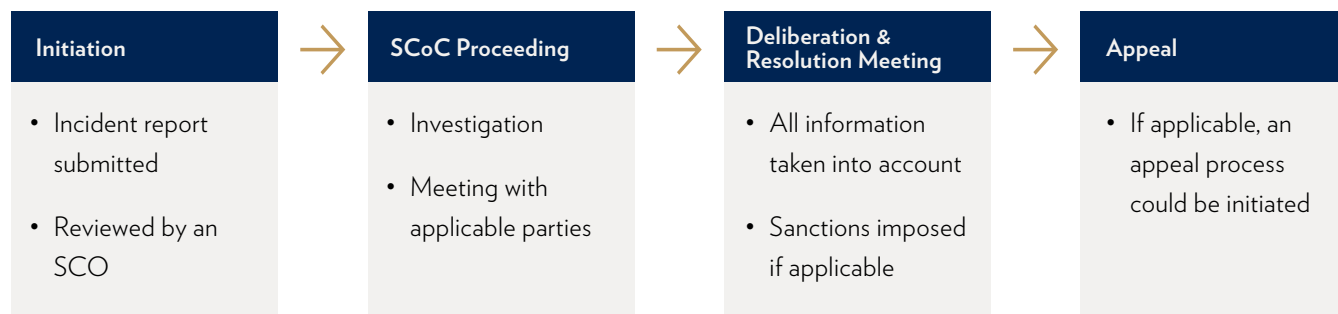 Initiation
• Incident report
submitted
• Reviewed by an
SCO
SCoC Proceeding
• Investigation
• Meeting with
applicable parties
Deliberation &
Resolution Meeting
• All information
taken into account
• Sanctions imposed
if applicable
Appeal
• If applicable, an
appeal process
could be initiated